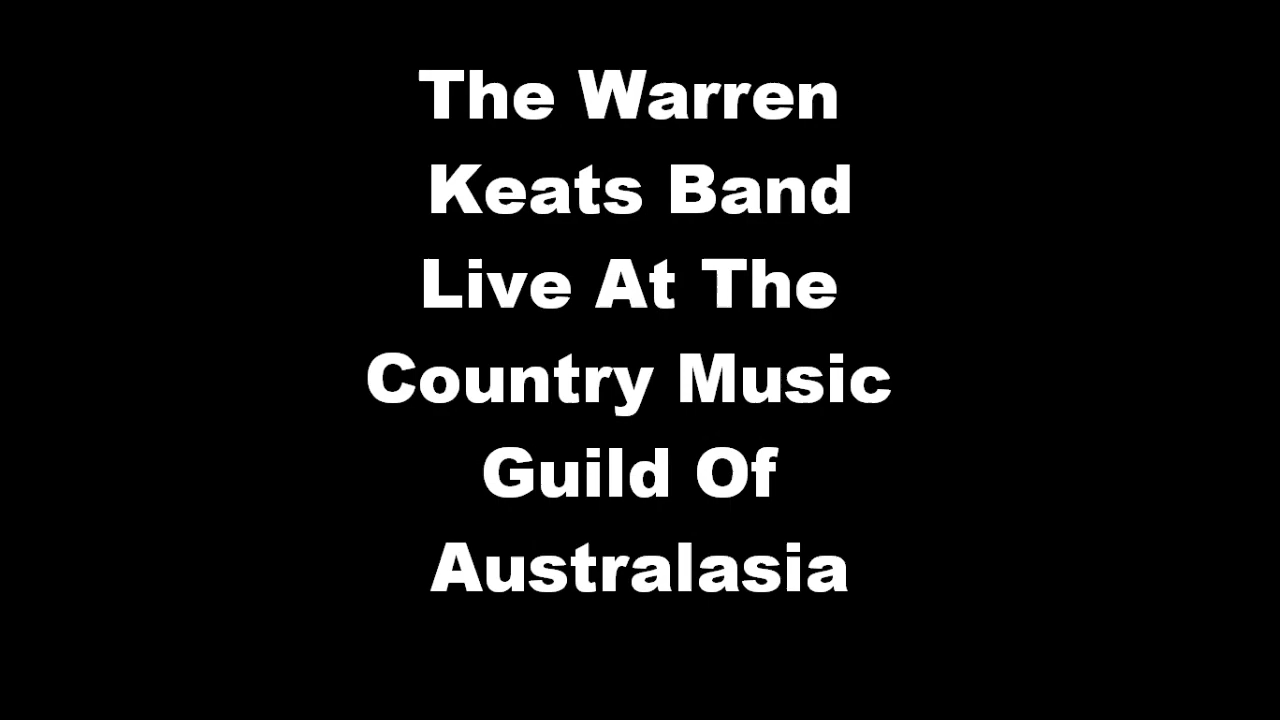 The Warren
Keats Band
Live At The
Country Music
Guild Of
Australasia